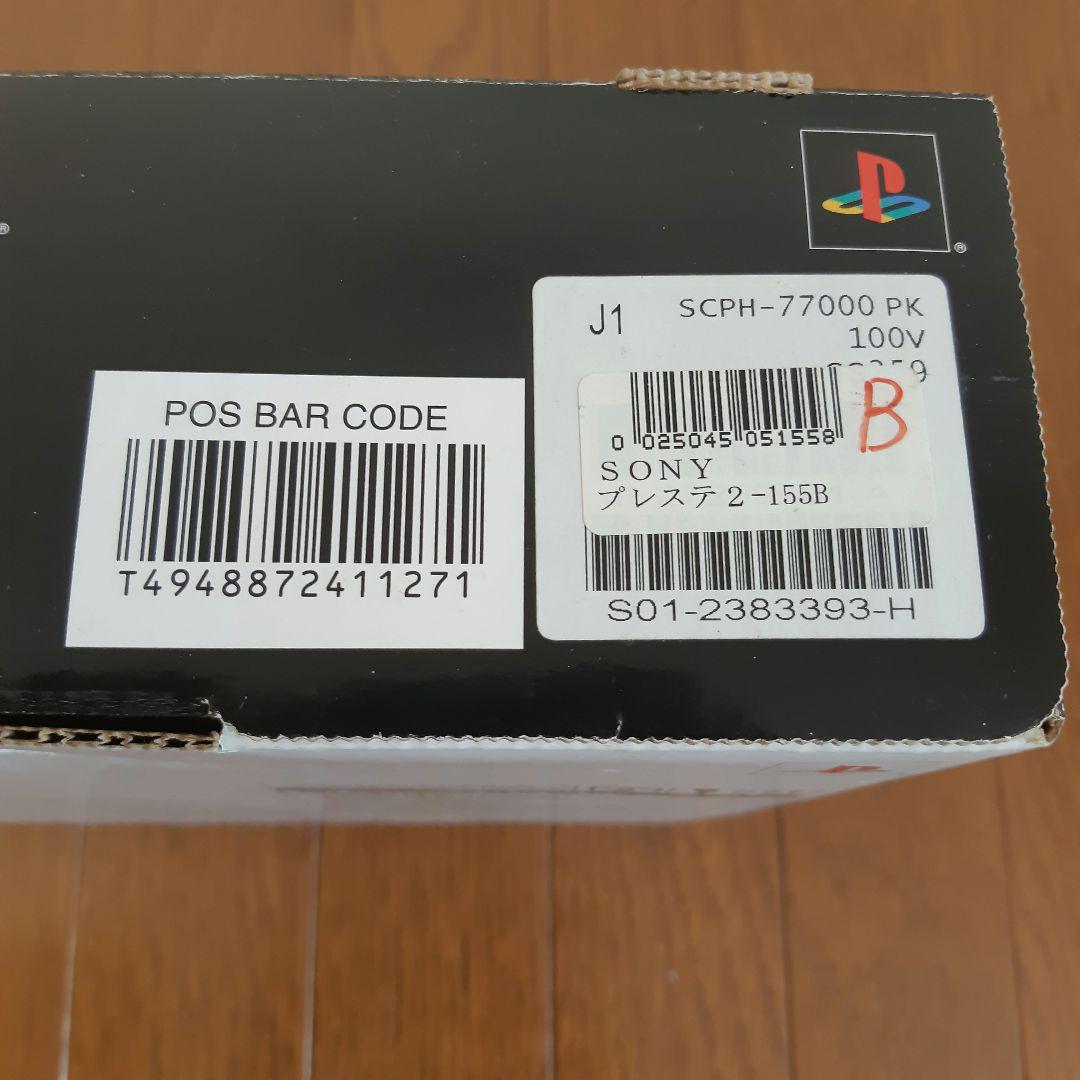 ®
®
POS BAR CODE
T4948872411271
J1
SCPH-77000 PK
100V
0 025045 051558
B
SONY
プレステ2-155B
S01-2383393-H